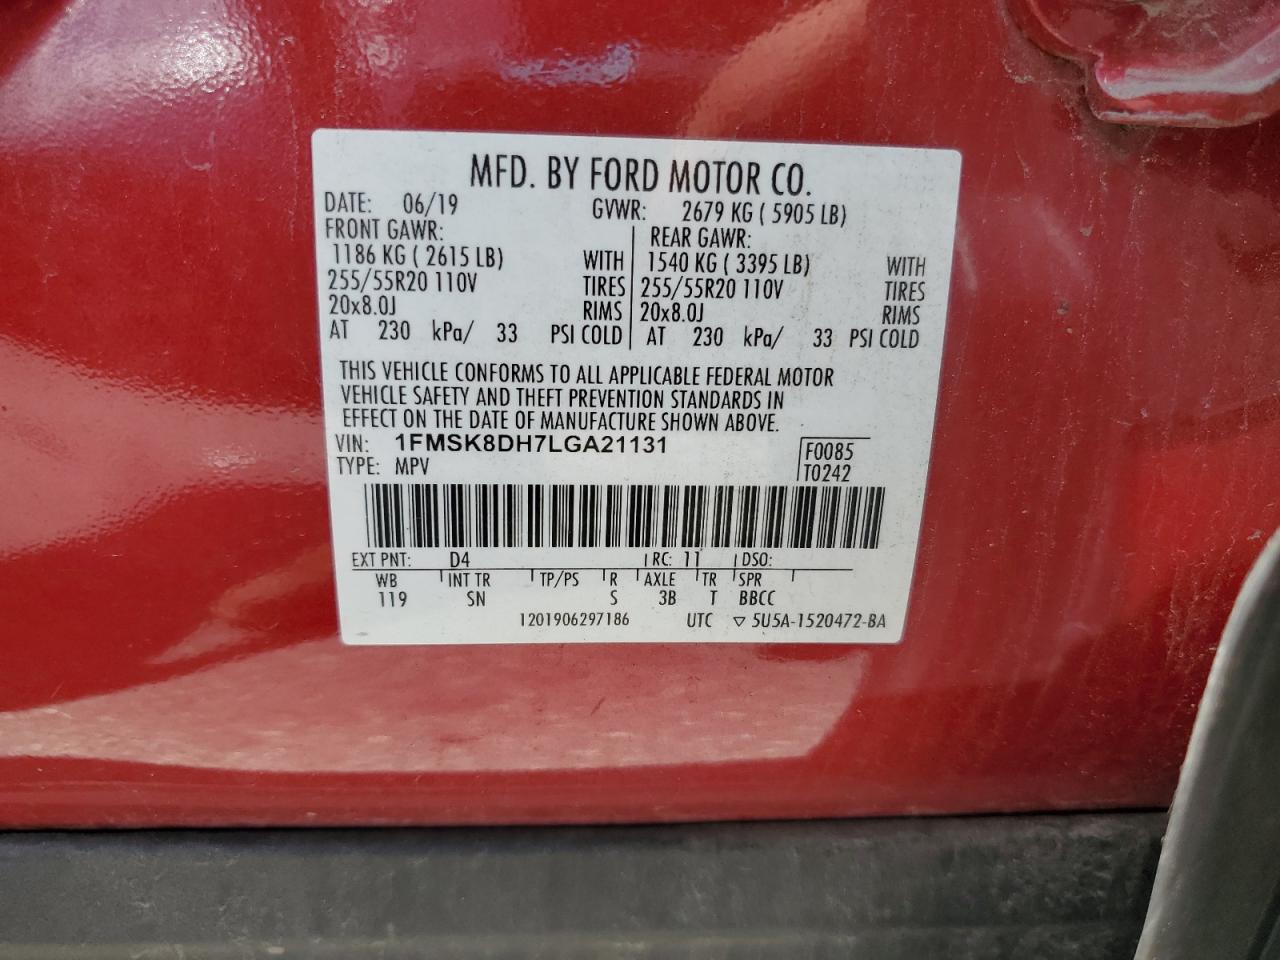 MFD. BY FORD MOTOR CO.
DATE: 06/19 GVWR: 2679 KG ( 5905 LB)
FRONT GAWR: REAR GAWR:
1186 KG ( 2615 LB) WITH 1540 KG ( 3395 LB) WITH
255/55R20 110V TIRES 255/55R20 110V TIRES
20x8.0J RIMS 20x8.0J RIMS
AT 230 kPa/ 33 PSI COLD AT 230 kPa/ 33 PSI COLD
THIS VEHICLE CONFORMS TO ALL APPLICABLE FEDERAL MOTOR
VEHICLE SAFETY AND THEFT PREVENTION STANDARDS IN
EFFECT ON THE DATE OF MANUFACTURE SHOWN ABOVE.
VIN: 1FMSK8DH7LGA21131 F0085
TYPE: MPV T0242
EXT PNT: D4 RC: 11 DSO:
WB INT TR TP/PS R AXLE TR SPR
119 SN S 3B T BBCC
1201906297186 UTC ▽ 5U5A-1520472-BA